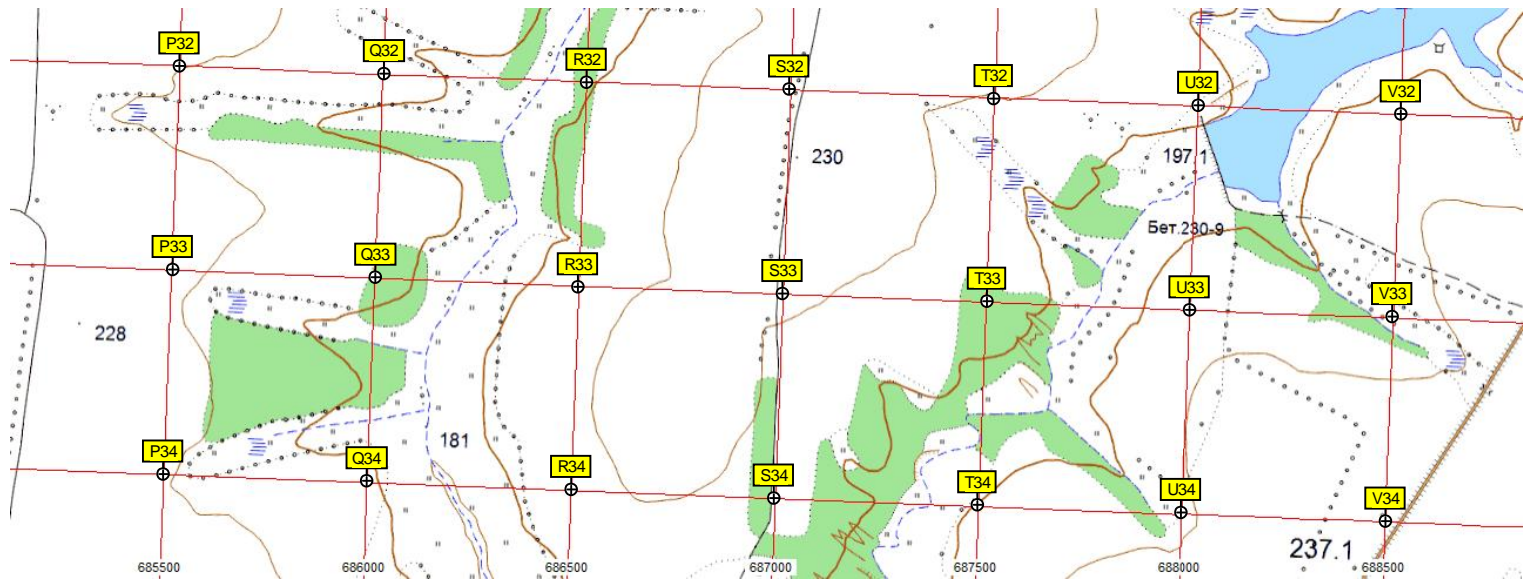 P32
Q32
R32
S32
T32
U32
V32
230
197.1
Бет.230-9
P33
Q33
R33
S33
T33
U33
V33
228
181
P34
Q34
R34
S34
T34
U34
V34
237.1
685500
686000
686500
687000
687500
688000
688500